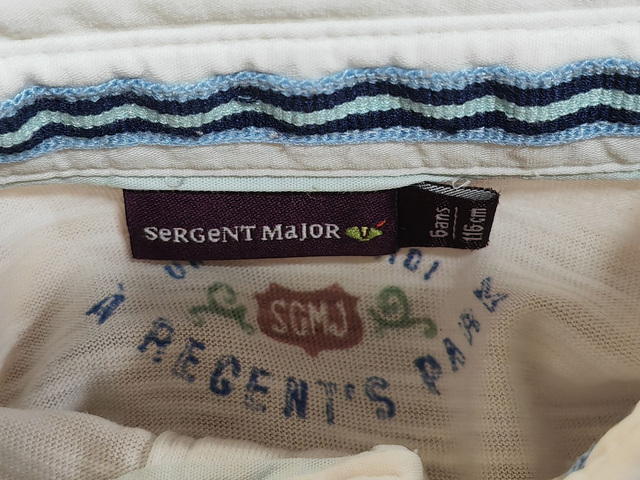 SeRGeNT MaJOR
6ans
116cm
SGMJ
À REGENT'S PARK